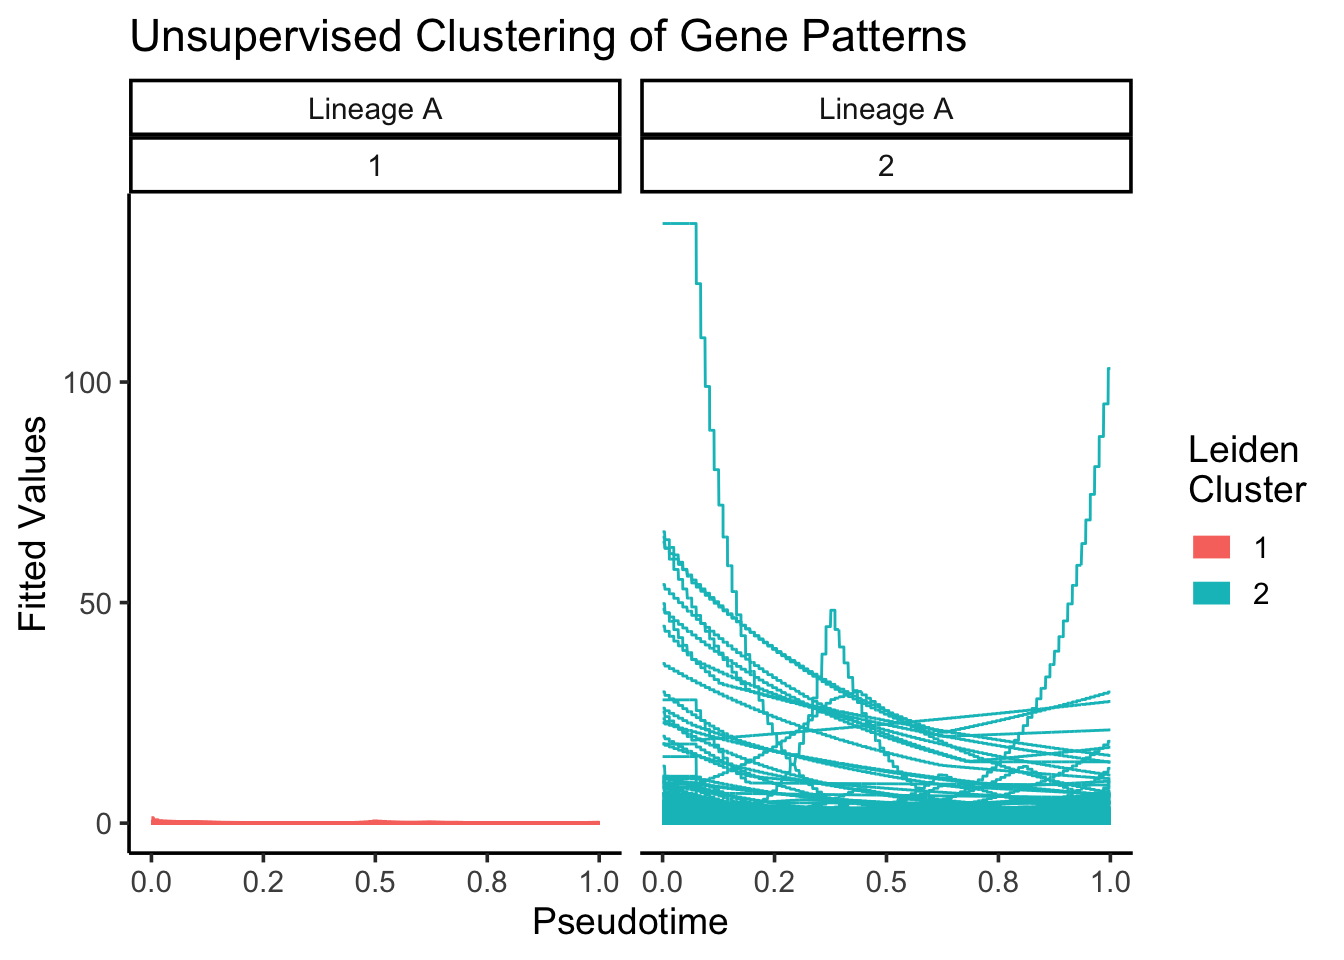 Unsupervised Clustering of Gene Patterns
Lineage A
Lineage A
1
2
Fitted Values
100
50
0
0.0 0.2 0.5 0.8 1.0
0.0 0.2 0.5 0.8 1.0
Pseudotime
Leiden
Cluster
1
2